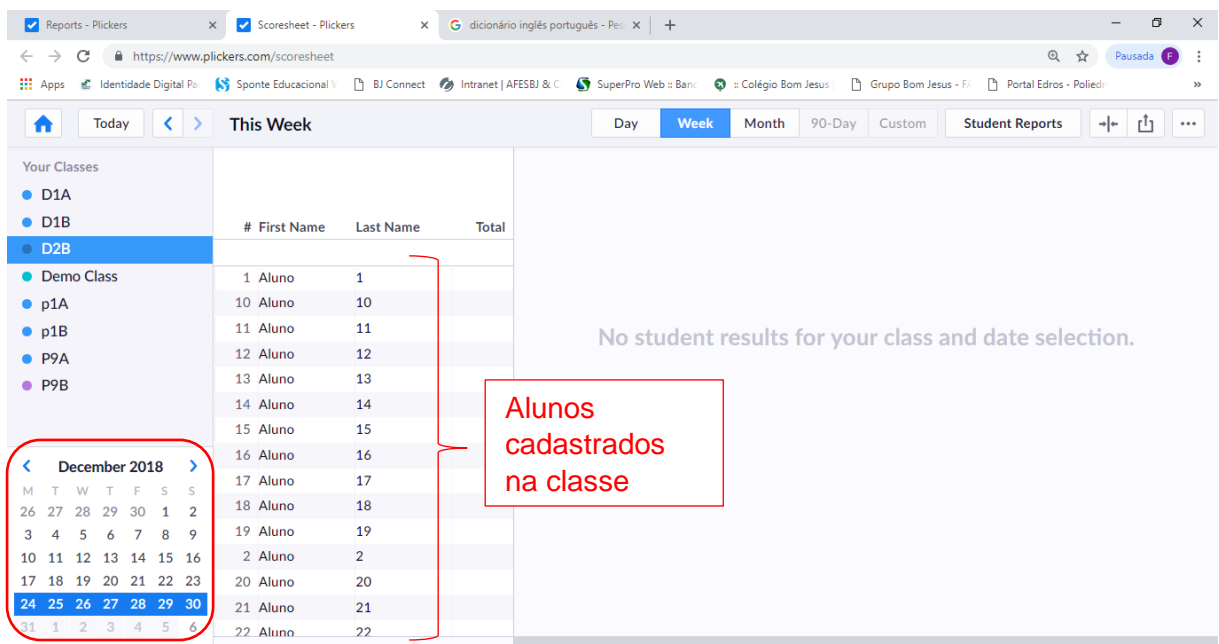 Reports - Plickers
Scoresheet - Plickers
dicionário inglês português - Pes
https://www.plickers.com/scoresheet
Pausada F
Apps Identidade Digital Pa Sponte Educacional V BJ Connect Intranet | AFESBJ & C SuperPro Web :: Banc :: Colégio Bom Jesus Grupo Bom Jesus - F Portal Edros - Poliedr »
Today This Week Day Week Month 90-Day Custom Student Reports
Your Classes
D1A
D1B
D2B
Demo Class
p1A
p1B
P9A
P9B
December 2018
M T W T F S S
26 27 28 29 30 1 2
3 4 5 6 7 8 9
10 11 12 13 14 15 16
17 18 19 20 21 22 23
24 25 26 27 28 29 30
31 1 2 3 4 5 6
# First Name Last Name Total
1 Aluno 1
10 Aluno 10
11 Aluno 11
12 Aluno 12
13 Aluno 13
14 Aluno 14
15 Aluno 15
16 Aluno 16
17 Aluno 17
18 Aluno 18
19 Aluno 19
2 Aluno 2
20 Aluno 20
21 Aluno 21
22 Aluno 22
No student results for your class and date selection.
Alunos
cadastrados
na classe